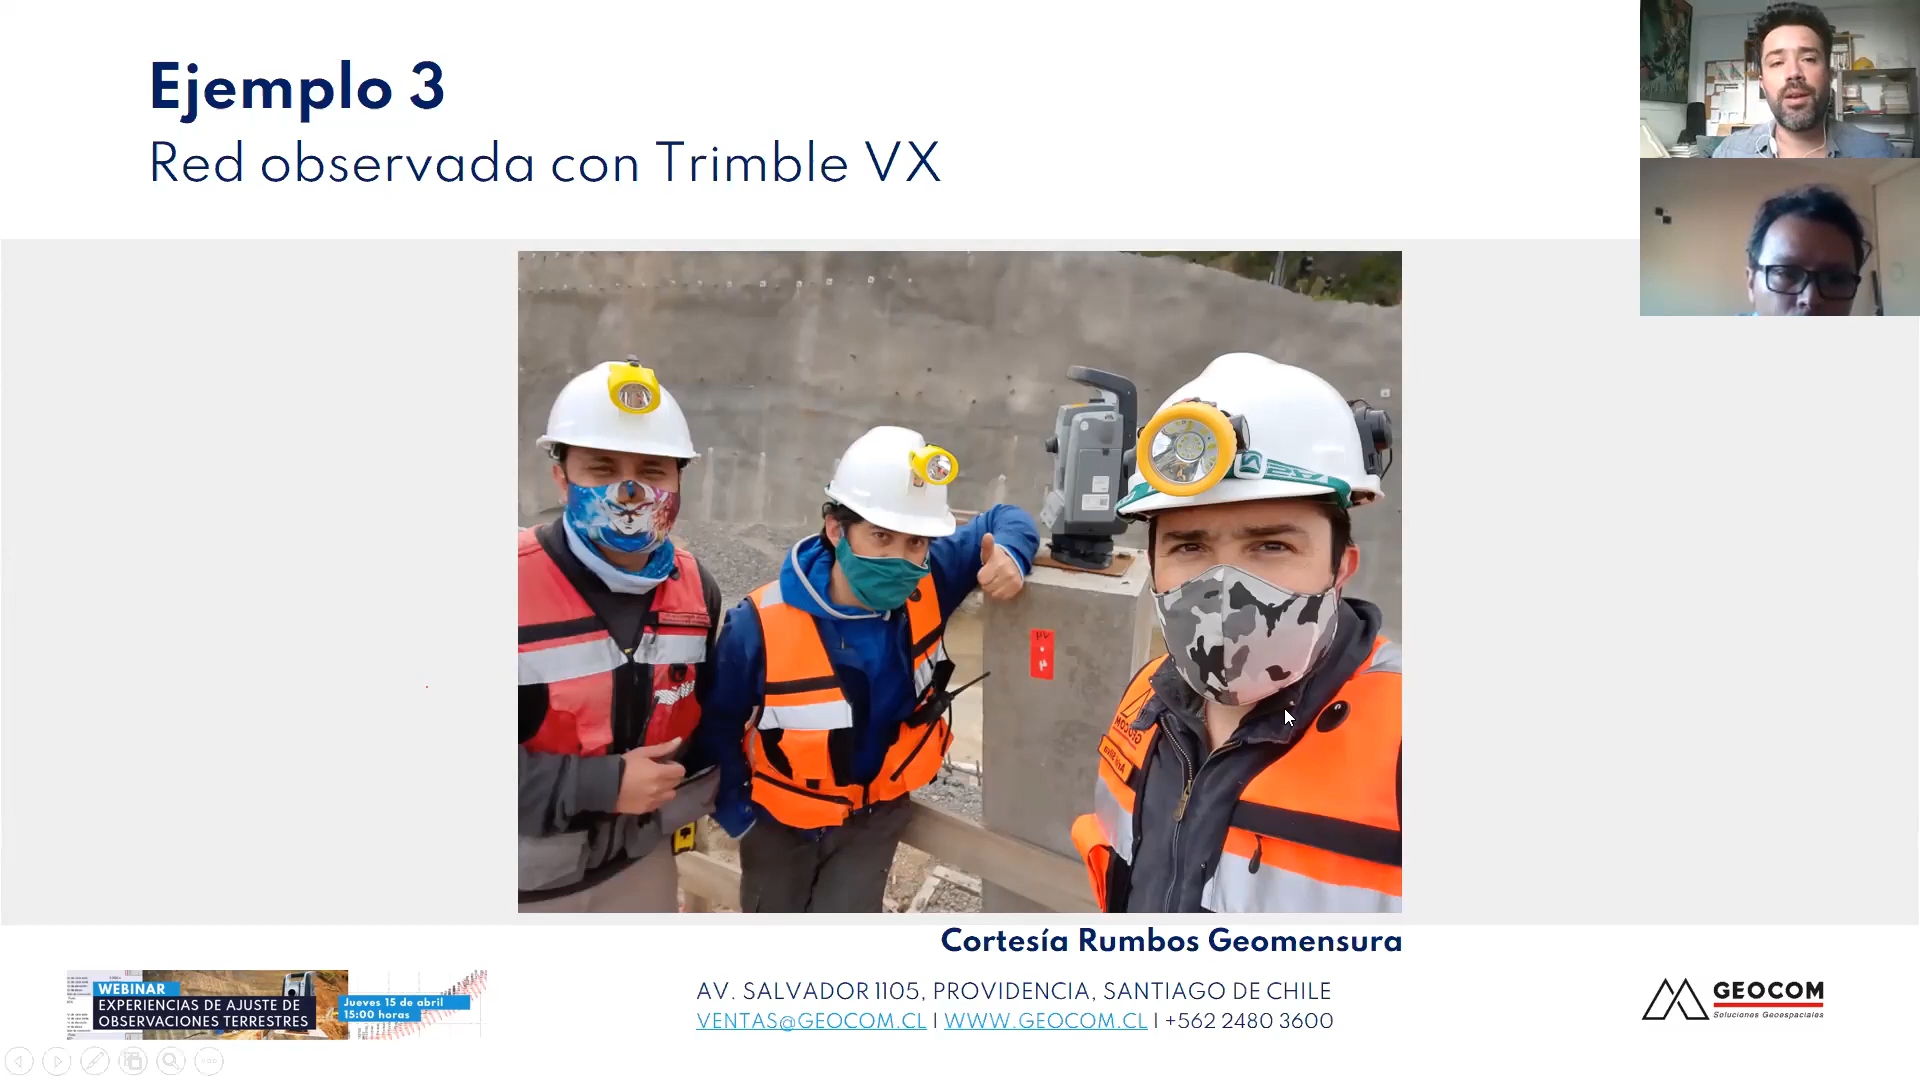 Ejemplo 3
Red observada con Trimble VX
Cortesía Rumbos Geomensura
WEBINAR
EXPERIENCIAS DE AJUSTE DE
OBSERVACIONES TERRESTRES
Jueves 15 de abril
15:00 horas
AV. SALVADOR 1105, PROVIDENCIA, SANTIAGO DE CHILE
VENTAS@GEOCOM.CL | WWW.GEOCOM.CL | +562 2480 3600
GEOCOM
Soluciones Geoespaciales